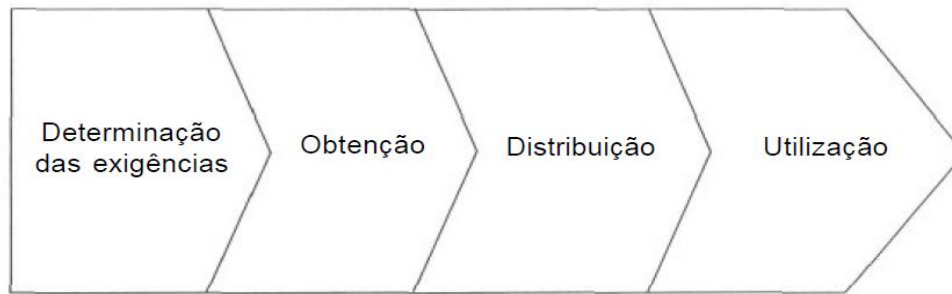 Determinação
das exigências
Obtenção
Distribuição
Utilização